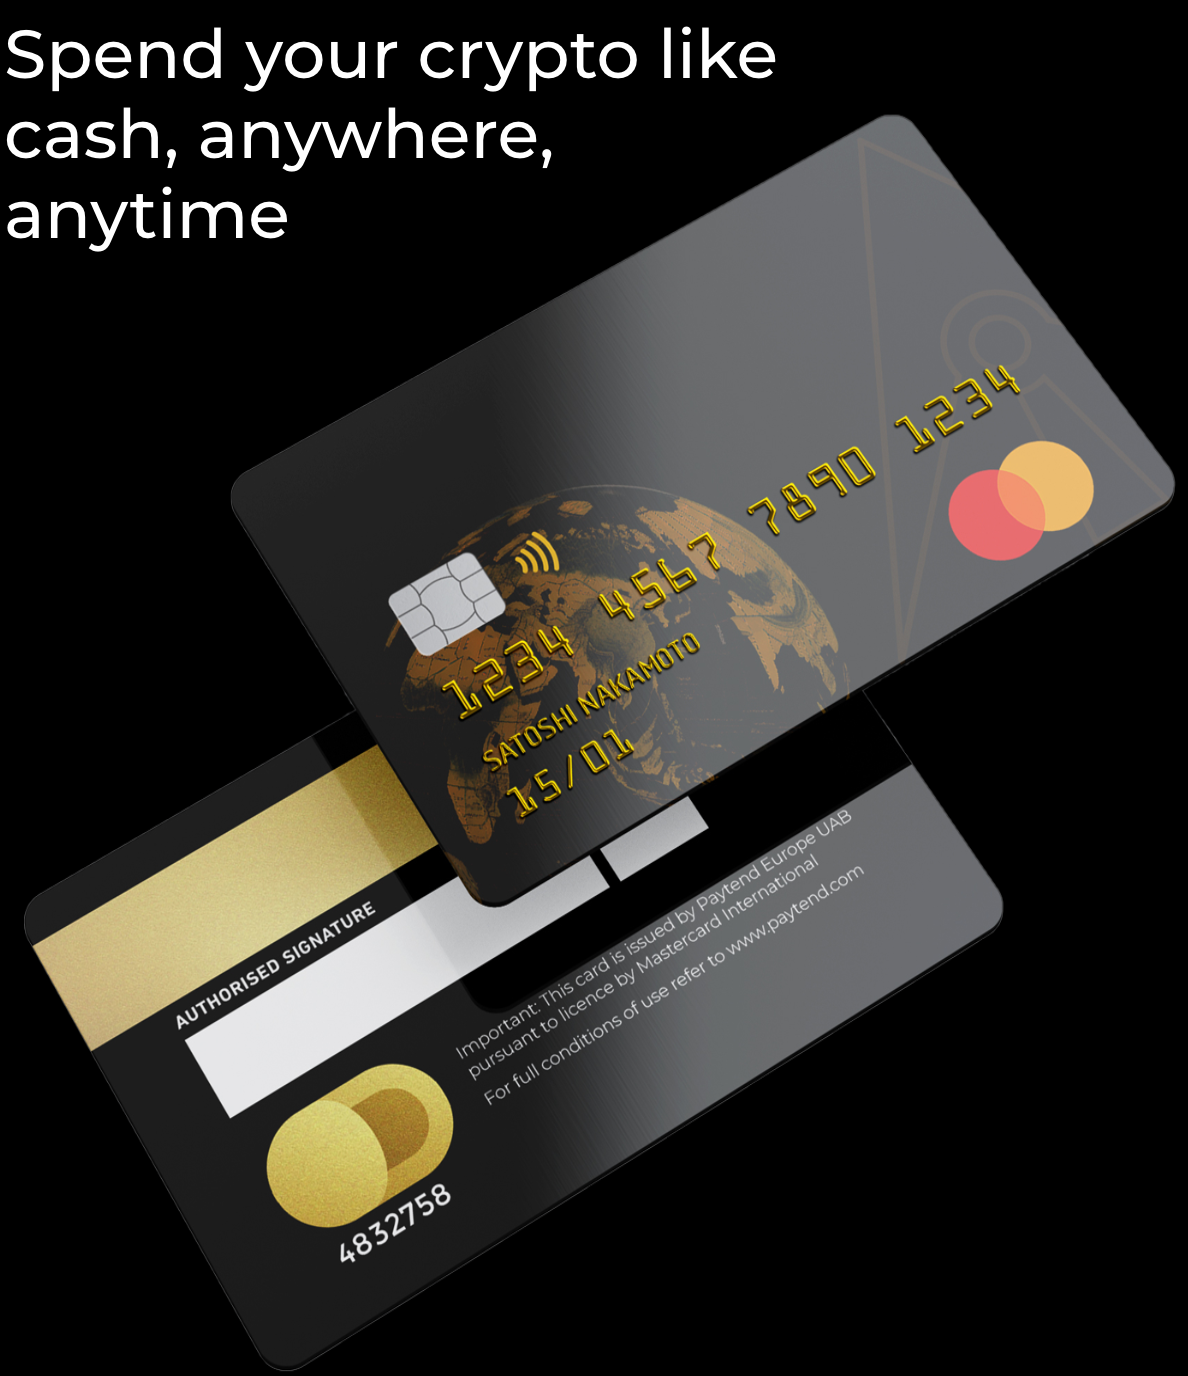 Spend your crypto like
cash, anywhere,
anytime
1234 4567 7890 1234
SATOSHI NAKAMOTO
15/01
AUTHORISED SIGNATURE
Important: This card is issued by Paytend Europe UAB
pursuant to licence by Mastercard International
For full conditions of use refer to www.paytend.com
4832758